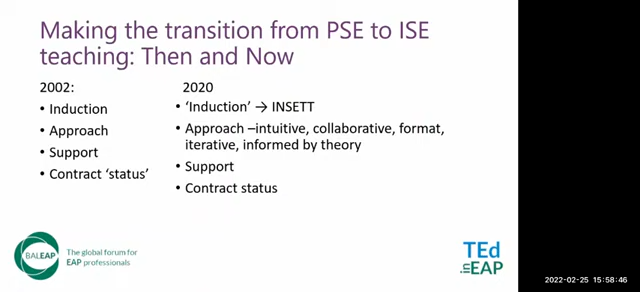 Making the transition from PSE to ISE
teaching: Then and Now
2002:
• Induction
• Approach
• Support
• Contract ‘status’
2020
• ‘Induction’ → INSETT
• Approach –intuitive, collaborative, format,
iterative, informed by theory
• Support
• Contract status
BALEAP
The global forum for
EAP professionals
TEd
in EAP
2022-02-25 15:58:46